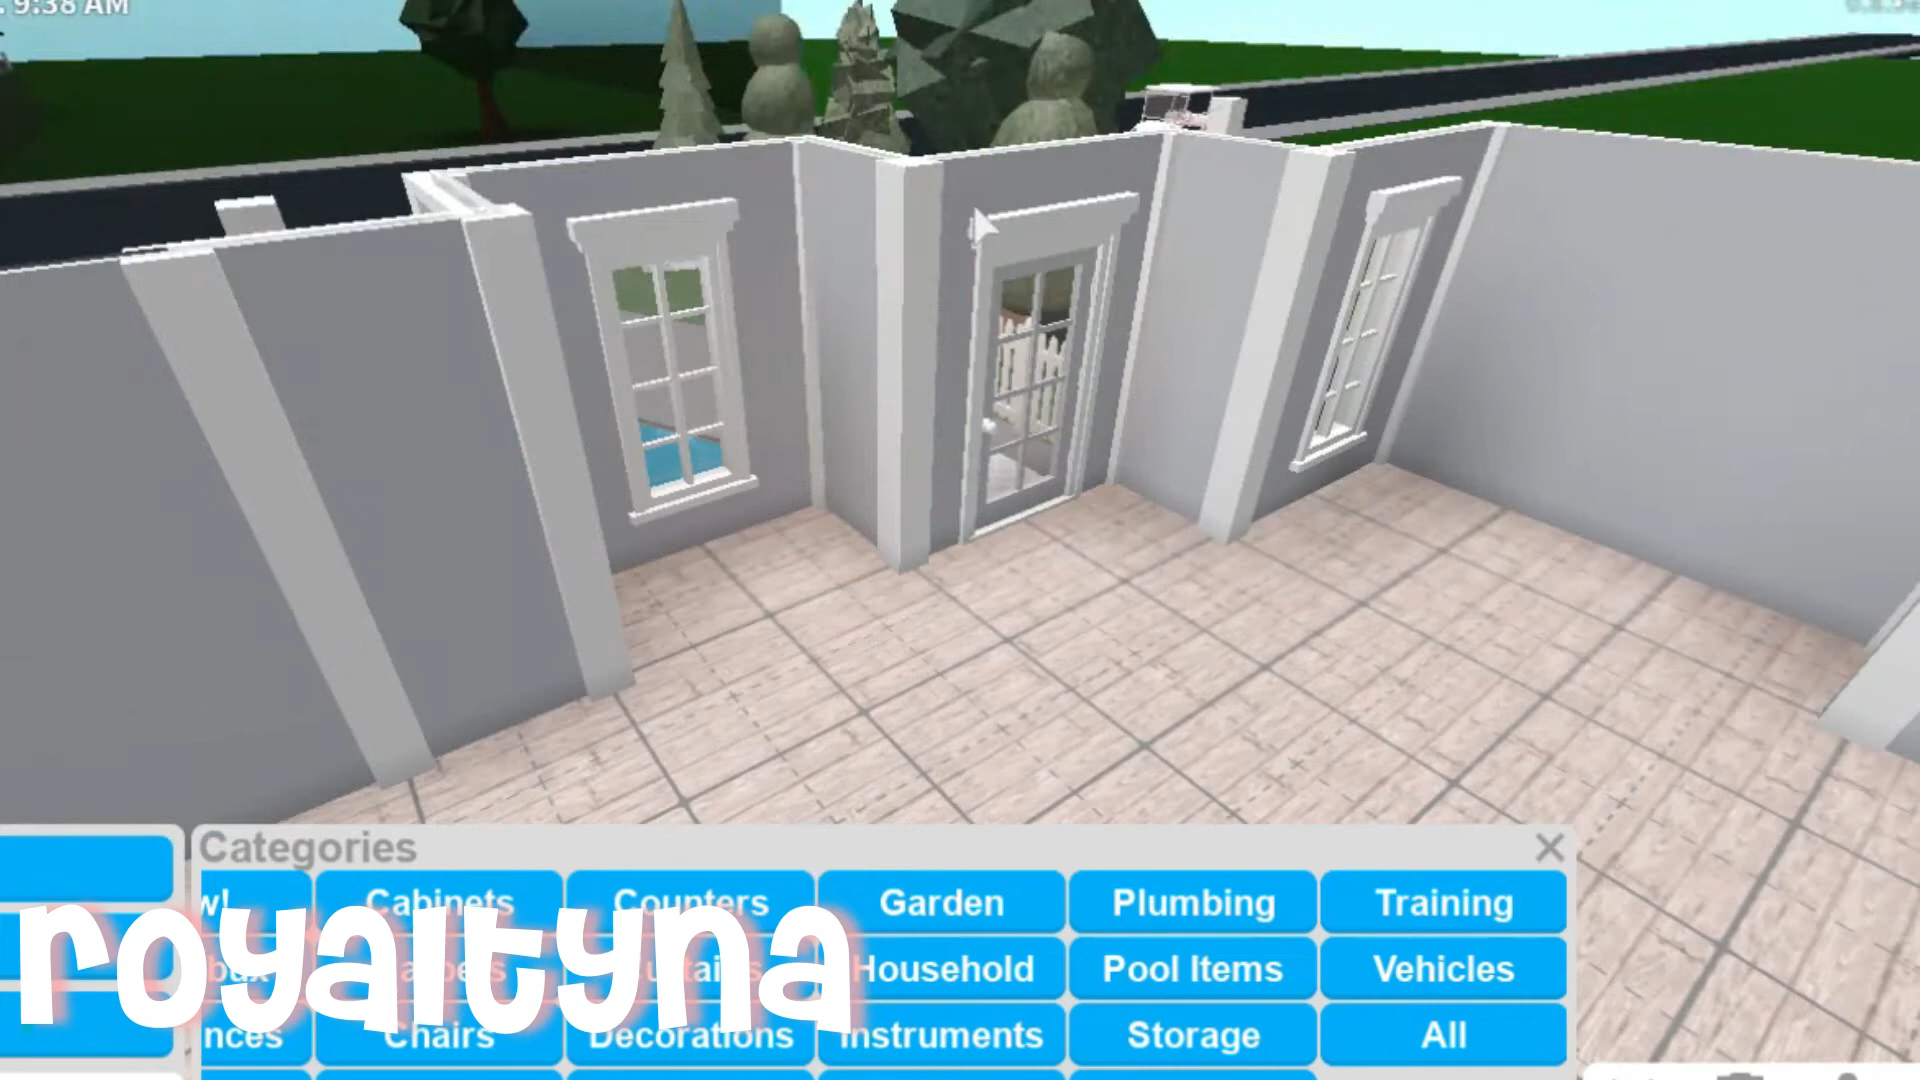 9:38 AM
Categories
Cabinets Counters Garden Plumbing Training
Household Pool Items Vehicles
Chairs Decorations Instruments Storage All
royaltyna